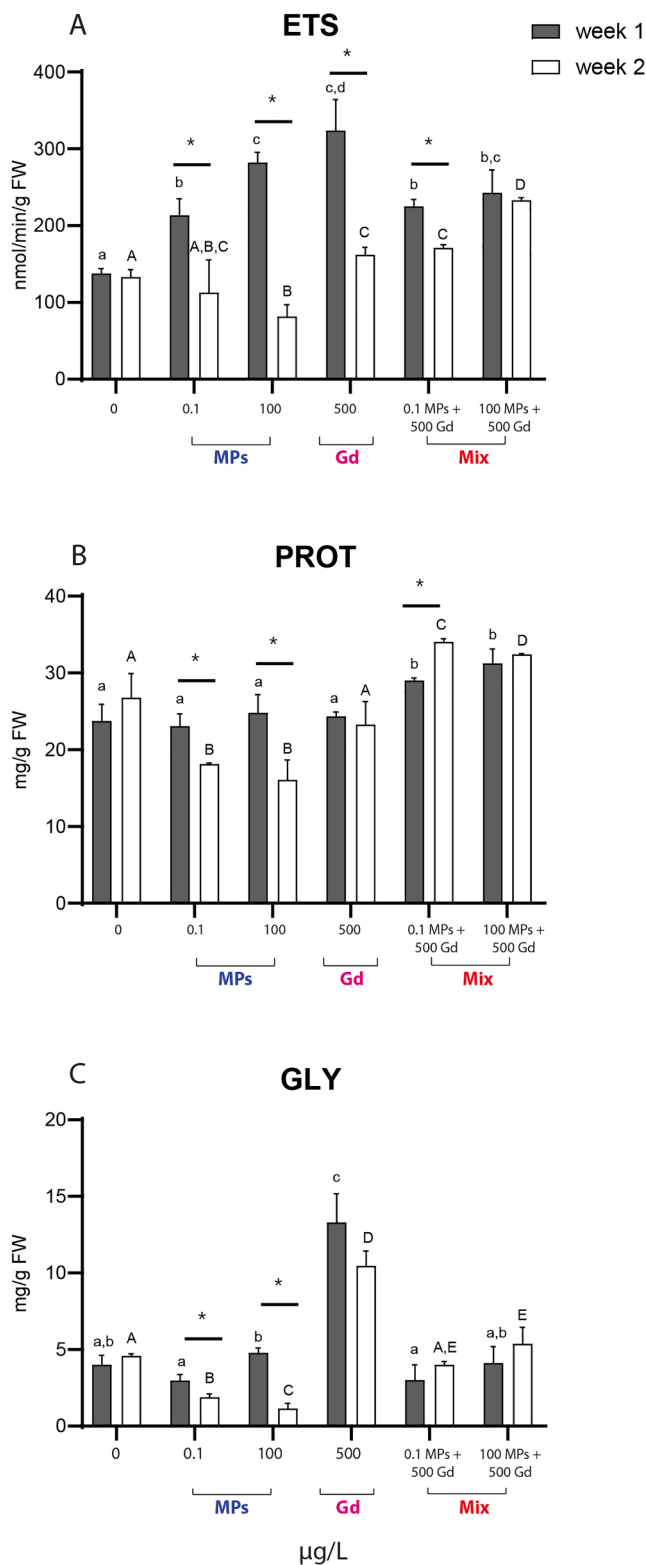 A
ETS
week 1
week 2
nmol/min/g FW
400
300
200
100
0
a
A
b
A,B,C
*
c
B
*
c,d
C
*
b
C
*
b,c
D
0
0.1
100
500
0.1 MPs +
500 Gd
100 MPs +
500 Gd
MPs
Gd
Mix
B
PROT
mg/g FW
40
30
20
10
0
a
A
a
B
*
a
B
*
a
A
b
C
*
b
D
0
0.1
100
500
0.1 MPs +
500 Gd
100 MPs +
500 Gd
MPs
Gd
Mix
C
GLY
mg/g FW
20
15
10
5
0
a,b
A
a
B
*
b
C
*
c
D
a
A,E
a,b
E
0
0.1
100
500
0.1 MPs +
500 Gd
100 MPs +
500 Gd
MPs
Gd
Mix
µg/L